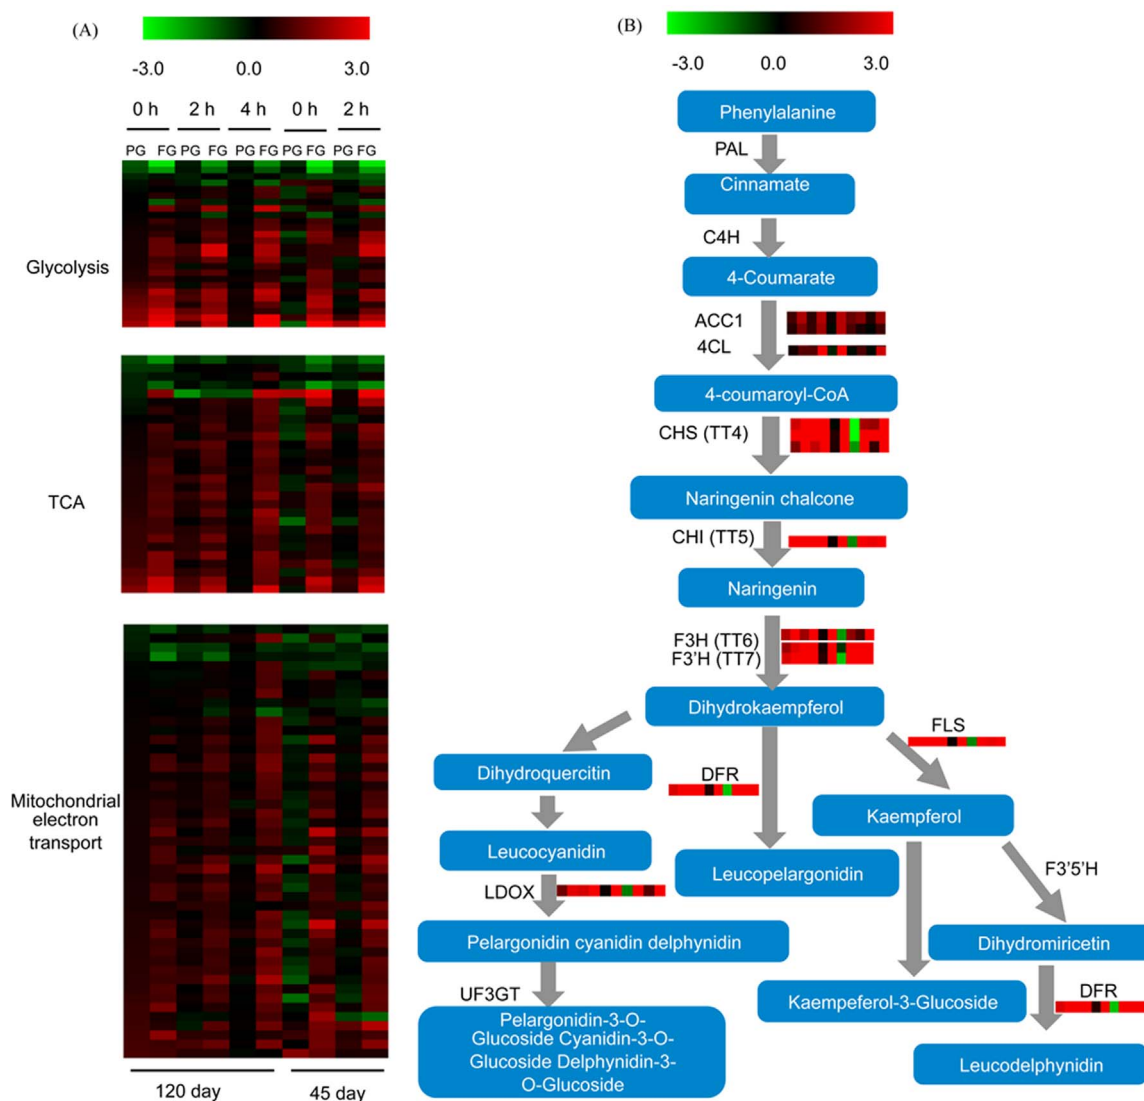 (A)
-3.0 0.0 3.0
0 h 2 h 4 h 0 h 2 h
PG FG PG FG PG FG PG FG PG FG
Glycolysis
TCA
Mitochondrial
electron
transport
120 day 45 day
(B)
-3.0 0.0 3.0
Phenylalanine
PAL
Cinnamate
C4H
4-Coumarate
ACC1
4CL
4-coumaroyl-CoA
CHS (TT4)
Naringenin chalcone
CHI (TT5)
Naringenin
F3H (TT6)
F3'H (TT7)
Dihydrokaempferol
FLS
Dihydroquercitin
DFR
Kaempferol
Leucocyanidin
Leucopelargonidin
F3'5'H
LDOX
Pelargonidin cyanidin delphynidin
Dihydromiricetin
UF3GT
Kaempeferol-3-Glucoside
DFR
Pelargonidin-3-O-
Glucoside Cyanidin-3-O-
Glucoside Delphynidin-3-
O-Glucoside
Leucodelphynidin